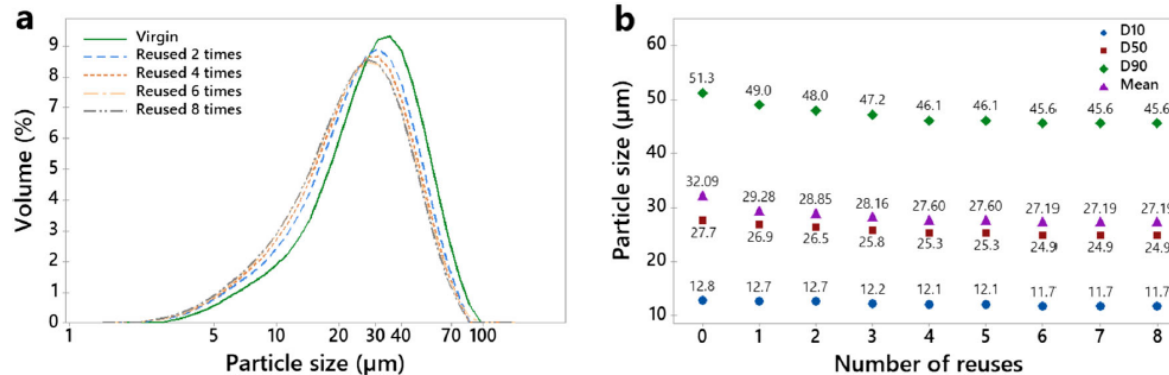 a
Virgin
Reused 2 times
Reused 4 times
Reused 6 times
Reused 8 times
Volume (%)
9
8
7
6
5
4
3
2
1
0
1 5 10 20 30 40 70 100
Particle size (µm)
b
D10
D50
D90
Mean
Particle size (µm)
60
50
40
30
20
10
51.3 49.0 48.0 47.2 46.1 46.1 45.6 45.6 45.6
32.09 29.28 28.85 28.16 27.60 27.60 27.19 27.19 27.19
27.7 26.9 26.5 25.8 25.3 25.3 24.9 24.9 24.9
12.8 12.7 12.7 12.2 12.1 12.1 11.7 11.7 11.7
0 1 2 3 4 5 6 7 8
Number of reuses